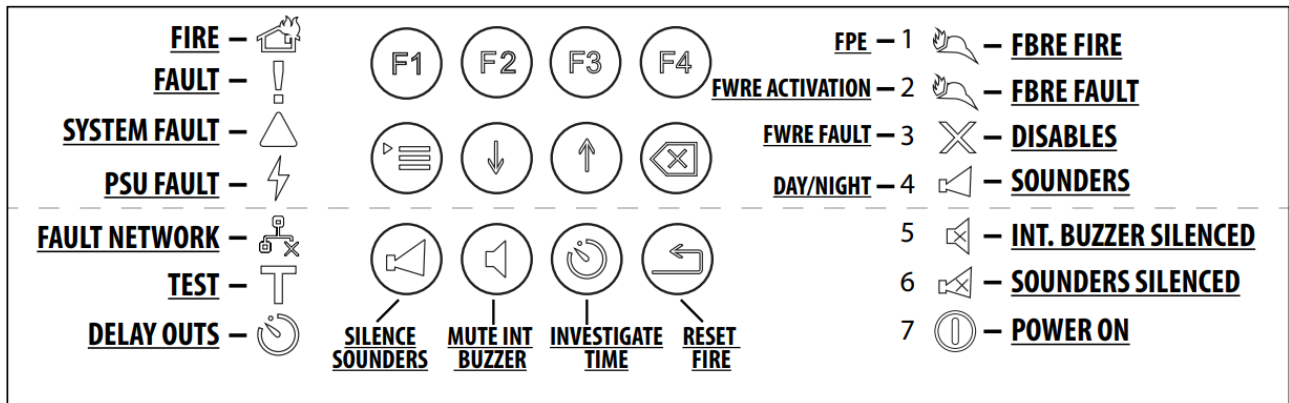 FIRE –
FAULT –
SYSTEM FAULT –
PSU FAULT –
FAULT NETWORK –
TEST – T
DELAY OUTS –
F1 F2 F3 F4
SILENCE SOUNDERS
MUTE INT BUZZER
INVESTIGATE TIME
RESET FIRE
FPE – 1 – FBRE FIRE
FWRE ACTIVATION – 2 – FBRE FAULT
FWRE FAULT – 3 – DISABLES
DAY/NIGHT – 4 – SOUNDERS
5 – INT. BUZZER SILENCED
6 – SOUNDERS SILENCED
7 – POWER ON